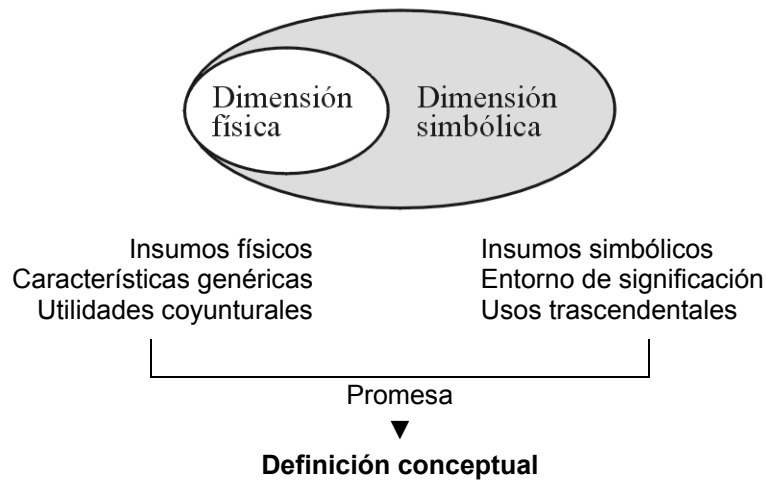 Dimensión
física
Dimensión
simbólica
Insumos físicos
Características genéricas
Utilidades coyunturales
Insumos simbólicos
Entorno de significación
Usos trascendentales
Promesa
Definición conceptual